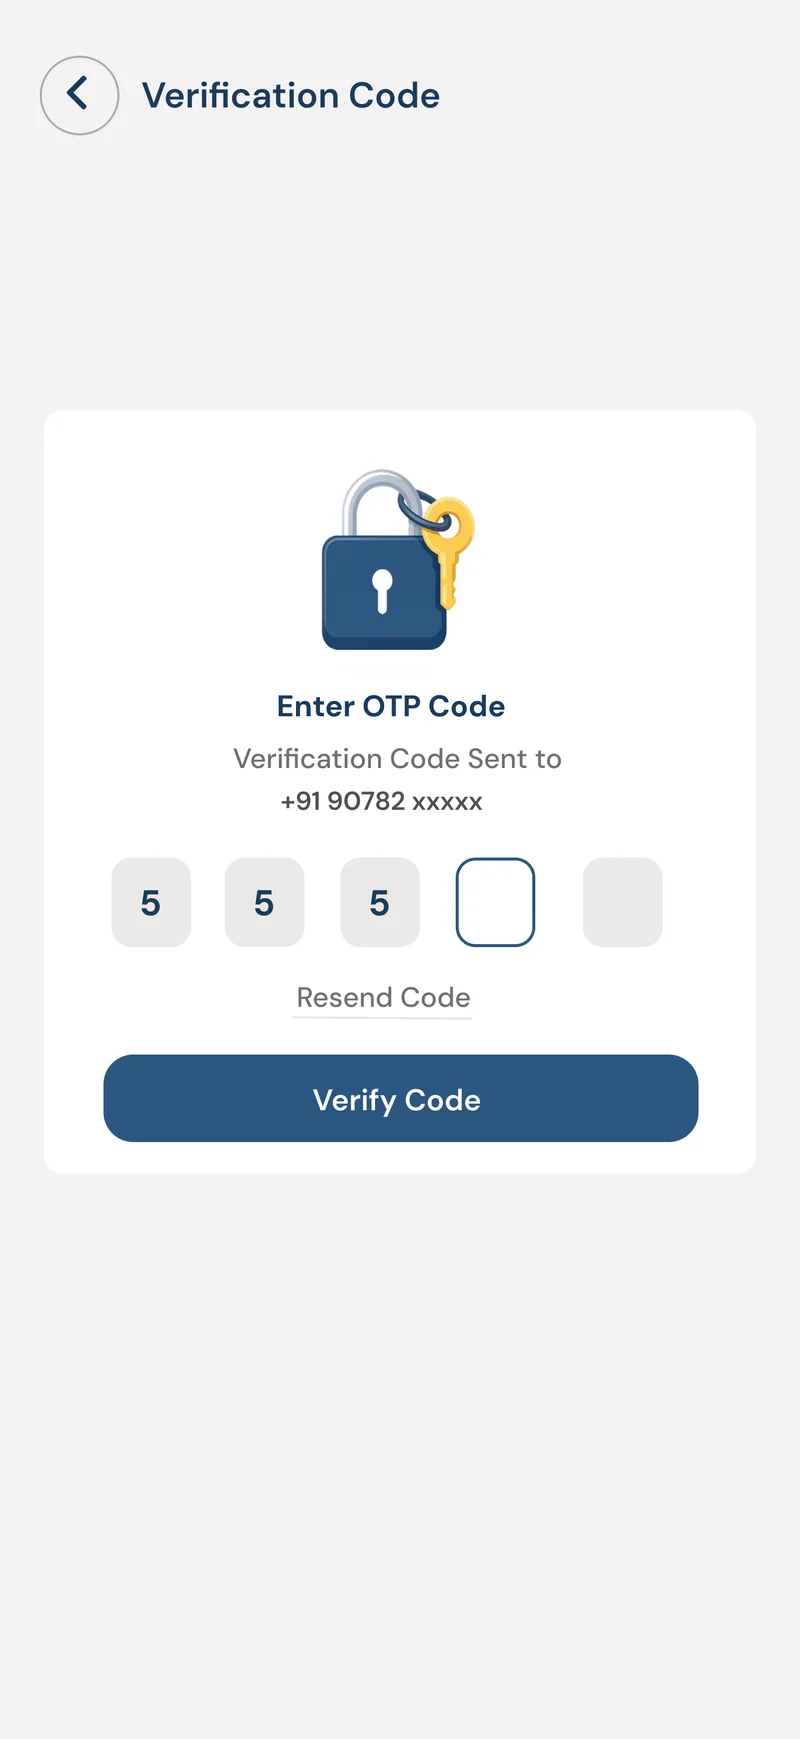 Verification Code
Enter OTP Code
Verification Code Sent to
+91 90782 xxxxx
5 5 5
Resend Code
Verify Code